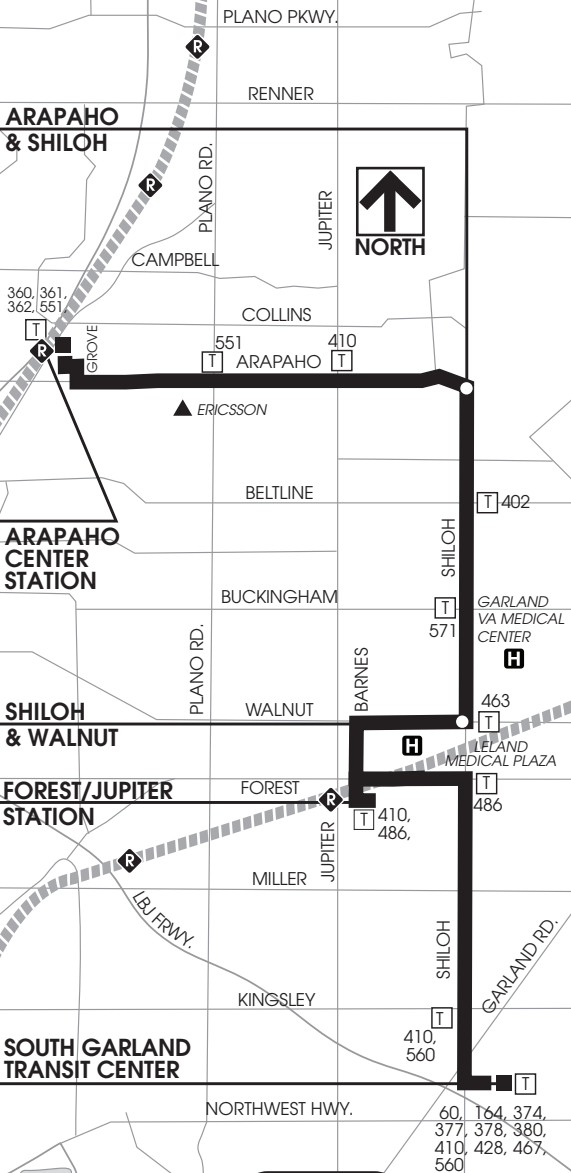 PLANO PKWY.
R
RENNER
ARAPAHO
& SHILOH
PLANO RD.
R
JUPITER
NORTH
CAMPBELL
360, 361,
362, 551,
COLLINS
T
GROVE
551
410
R
T
ARAPAHO
T
ERICSSON
BELTLINE
T 402
ARAPAHO
CENTER
STATION
SHILOH
BUCKINGHAM
T
571
GARLAND
VA MEDICAL
CENTER
H
PLANO RD.
BARNES
463
SHILOH
& WALNUT
WALNUT
T
H
LELAND
MEDICAL PLAZA
FOREST/JUPITER
STATION
FOREST
T
486
R
T
410,
486,
JUPITER
R
MILLER
LBJ FRWY.
SHILOH
GARLAND RD.
KINGSLEY
T
410,
560
SOUTH GARLAND
TRANSIT CENTER
T
NORTHWEST HWY.
60, 164, 374,
377, 378, 380,
410, 428, 467,
560